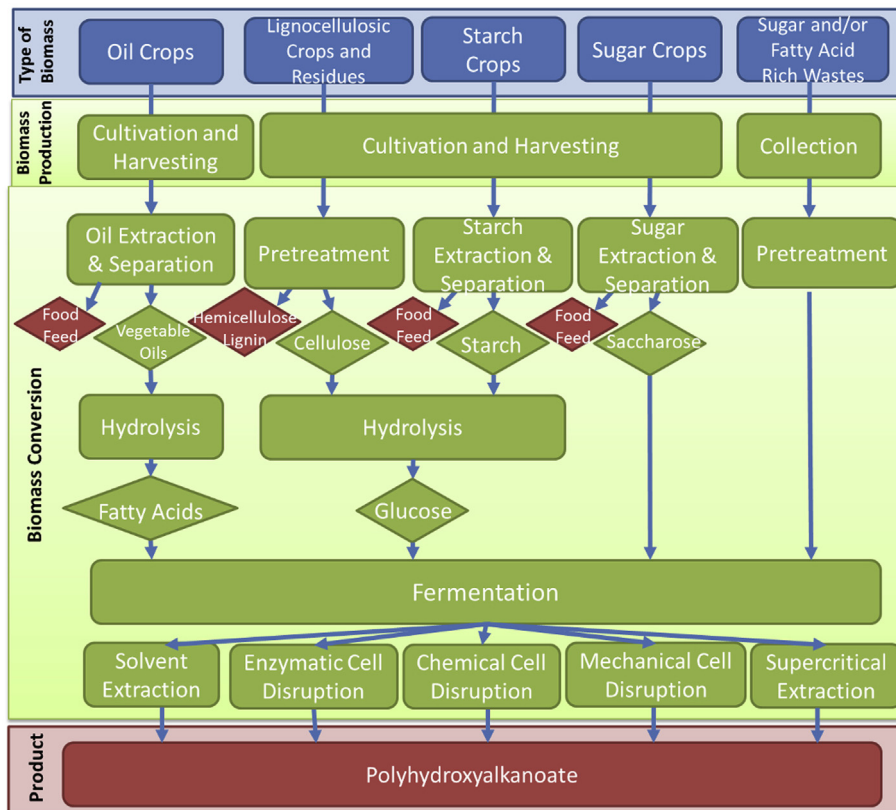 Type of
Biomass
Oil Crops
Lignocellulosic
Crops and
Residues
Starch
Crops
Sugar Crops
Sugar and/or
Fatty Acid
Rich Wastes
Biomass
Production
Cultivation and
Harvesting
Cultivation and Harvesting
Collection
Biomass Conversion
Oil Extraction
& Separation
Pretreatment
Starch
Extraction &
Separation
Sugar
Extraction &
Separation
Pretreatment
Food
Feed
Vegetable
Oils
Hemicellulose
Lignin
Cellulose
Food
Feed
Starch
Food
Feed
Saccharose
Hydrolysis
Hydrolysis
Fatty Acids
Glucose
Fermentation
Solvent
Extraction
Enzymatic Cell
Disruption
Chemical Cell
Disruption
Mechanical Cell
Disruption
Supercritical
Extraction
Product
Polyhydroxyalkanoate